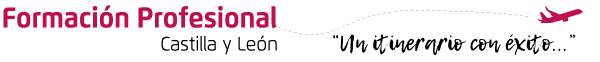 Formación Profesional
Castilla y León
“Un itinerario con éxito...”